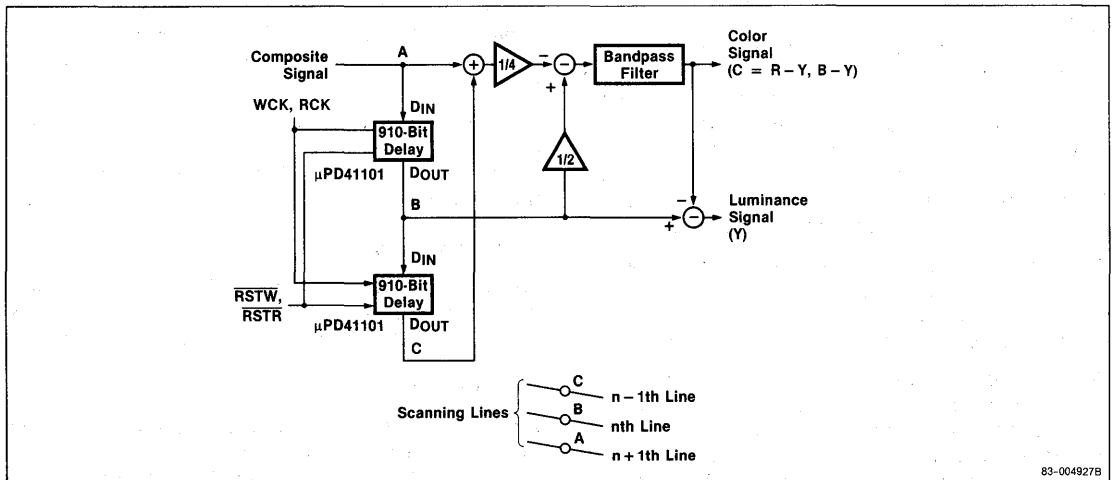 Composite
Signal
A
+
1/4
−
−
+
Bandpass
Filter
Color
Signal
(C = R−Y, B−Y)
WCK, RCK
DIN
910-Bit
Delay
μPD41101
DOUT
B
1/2
−
+
−
Luminance
Signal
(Y)
DIN
910-Bit
Delay
RSTW,
RSTR
μPD41101
DOUT
C
Scanning Lines
C
n−1th Line
B
nth Line
A
n+1th Line
83-004927B